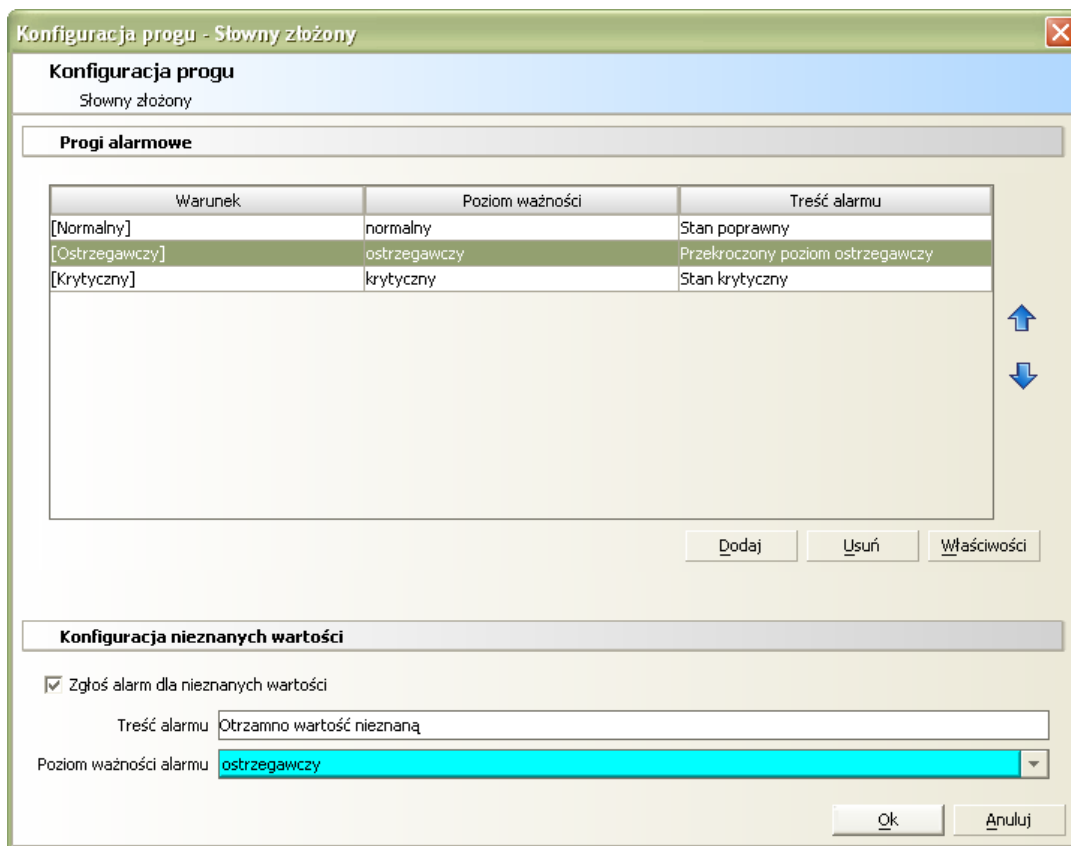 Konfiguracja progu - Słowny złożony
Konfiguracja progu
Słowny złożony
Progi alarmowe
Warunek Poziom ważności Treść alarmu
[Normalny] normalny Stan poprawny
[Ostrzegawczy] ostrzegawczy Przekroczony poziom ostrzegawczy
[Krytyczny] krytyczny Stan krytyczny
Dodaj Usuń Właściwości
Konfiguracja nieznanych wartości
Zgłoś alarm dla nieznanych wartości
Treść alarmu Otrzamno wartość nieznaną
Poziom ważności alarmu ostrzegawczy
Ok Anuluj